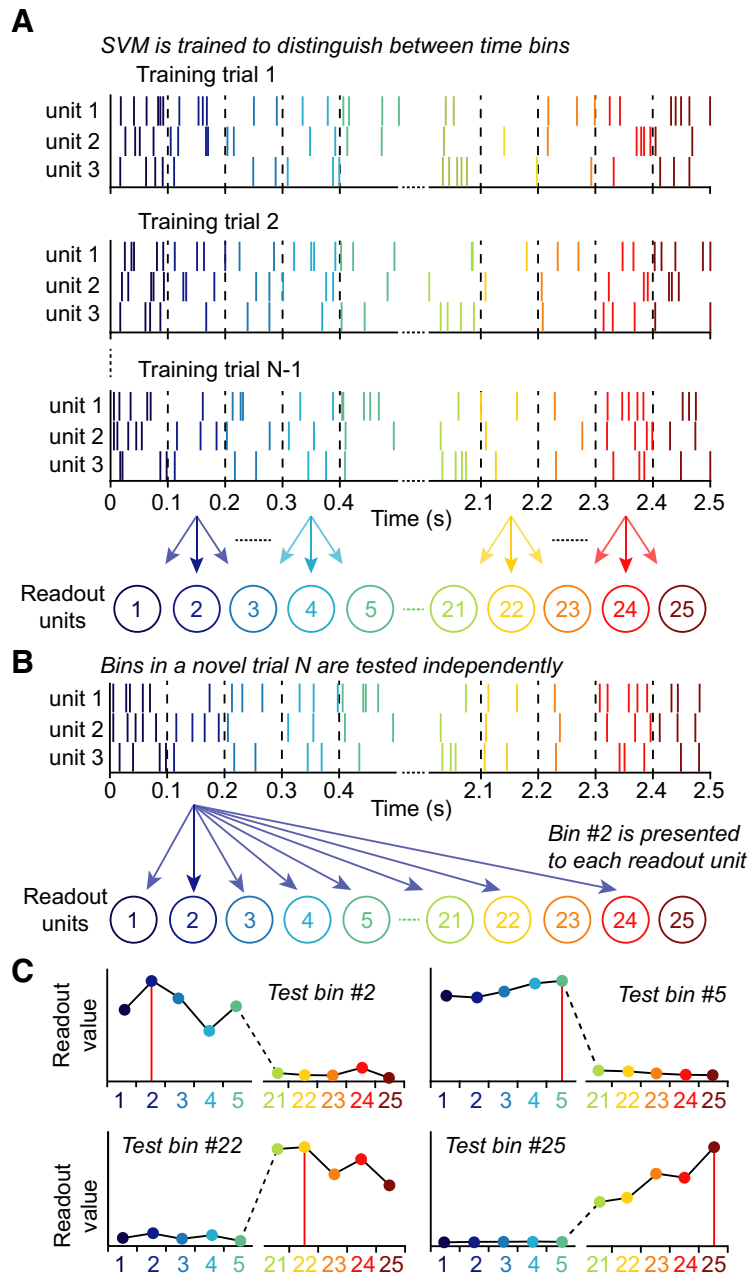 A
SVM is trained to distinguish between time bins
Training trial 1
unit 1
unit 2
unit 3
Training trial 2
unit 1
unit 2
unit 3
Training trial N-1
unit 1
unit 2
unit 3
0 0.1 0.2 0.3 0.4 2.1 2.2 2.3 2.4 2.5
Time (s)
Readout units
1 2 3 4 5 21 22 23 24 25
B
Bins in a novel trial N are tested independently
unit 1
unit 2
unit 3
0 0.1 0.2 0.3 0.4 2.1 2.2 2.3 2.4 2.5
Time (s)
Bin #2 is presented
to each readout unit
Readout units
1 2 3 4 5 21 22 23 24 25
C
Readout value
Test bin #2
1 2 3 4 5 21 22 23 24 25
Test bin #5
1 2 3 4 5 21 22 23 24 25
Readout value
Test bin #22
1 2 3 4 5 21 22 23 24 25
Test bin #25
1 2 3 4 5 21 22 23 24 25